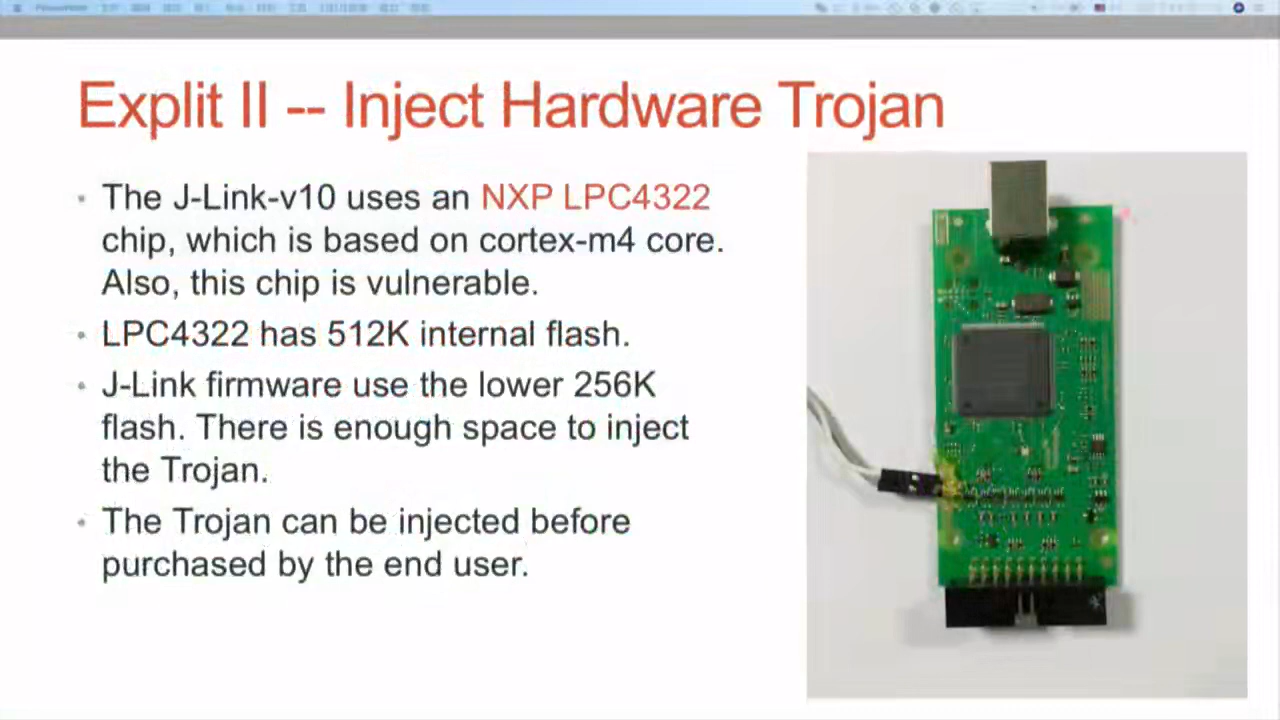 Explit II -- Inject Hardware Trojan
The J-Link-v10 uses an NXP LPC4322
chip, which is based on cortex-m4 core.
Also, this chip is vulnerable.
LPC4322 has 512K internal flash.
J-Link firmware use the lower 256K
flash. There is enough space to inject
the Trojan.
The Trojan can be injected before
purchased by the end user.